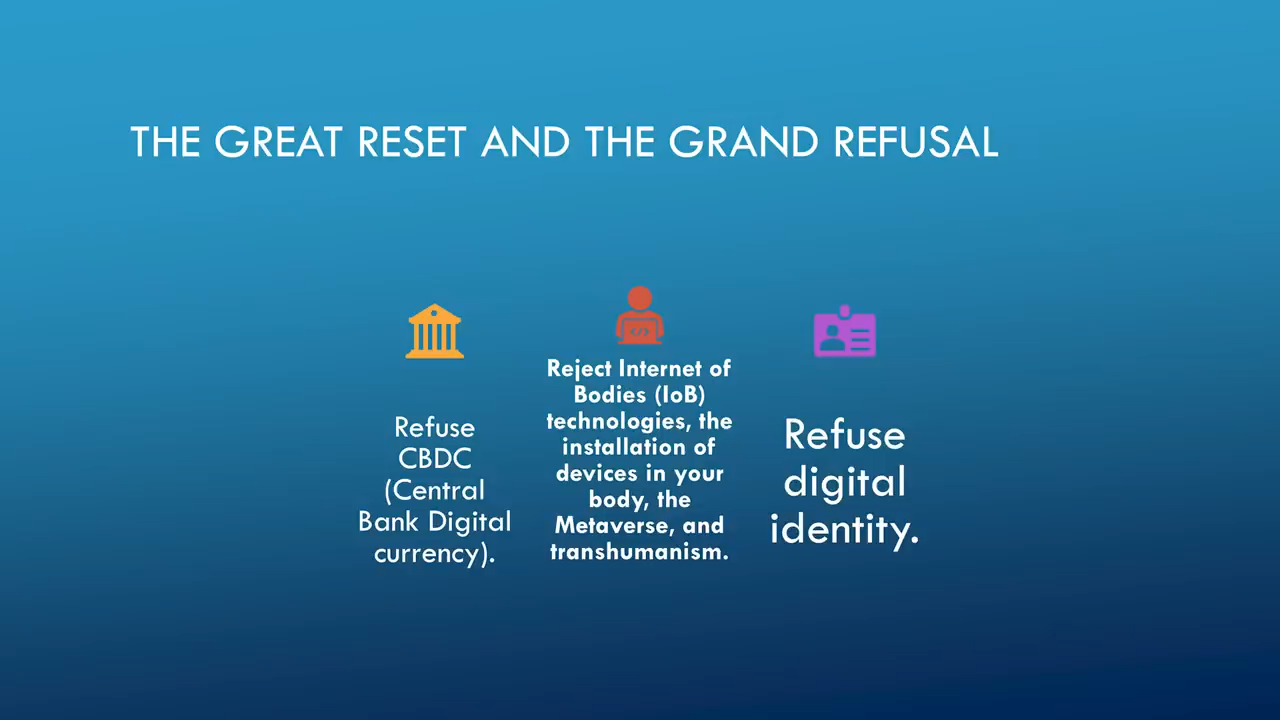 THE GREAT RESET AND THE GRAND REFUSAL
Refuse
CBDC
(Central
Bank Digital
currency).
Reject Internet of
Bodies (IoB)
technologies, the
installation of
devices in your
body, the
Metaverse, and
transhumanism.
Refuse
digital
identity.